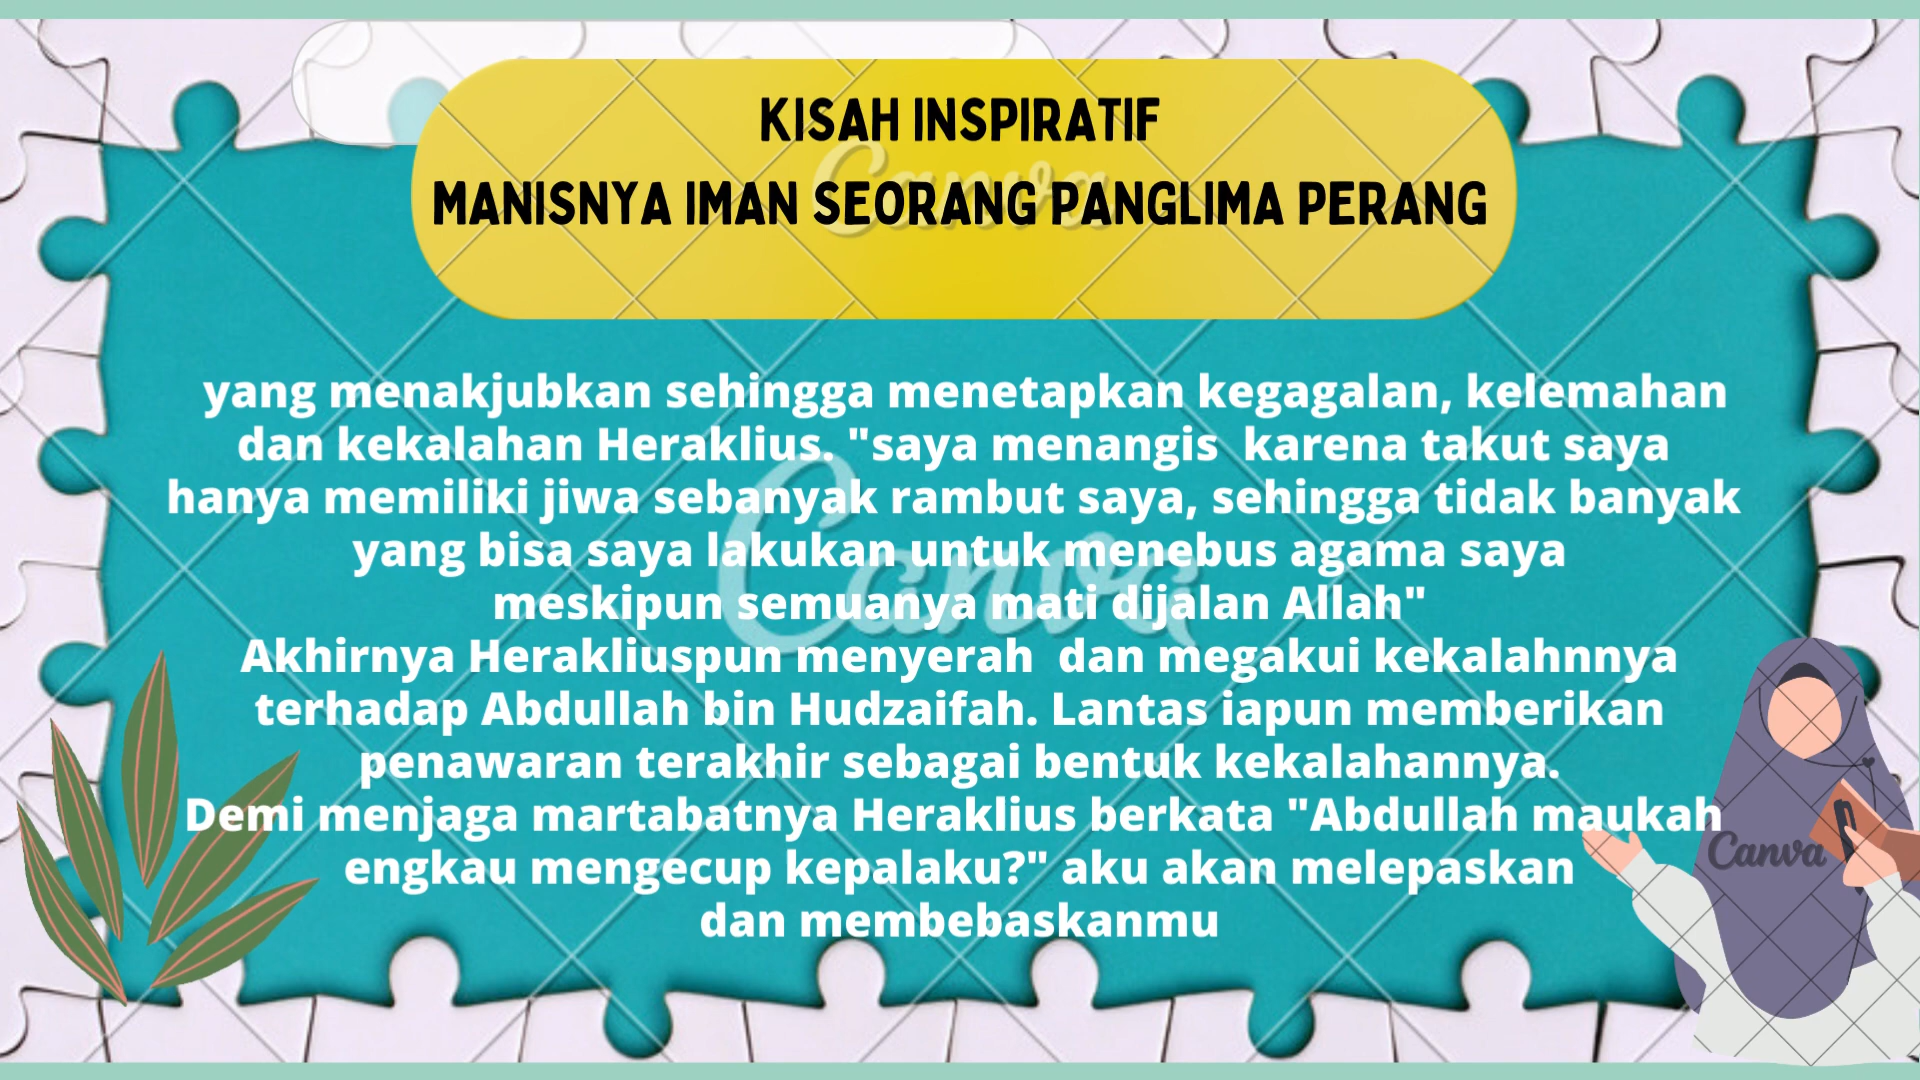 KISAH INSPIRATIF
MANISNYA IMAN SEORANG PANGLIMA PERANG
yang menakjubkan sehingga menetapkan kegagalan, kelemahan
dan kekalahan Heraklius. "saya menangis  karena takut saya
hanya memiliki jiwa sebanyak rambut saya, sehingga tidak banyak
yang bisa saya lakukan untuk menebus agama saya
meskipun semuanya mati dijalan Allah"
Akhirnya Herakliuspun menyerah  dan megakui kekalahnnya
terhadap Abdullah bin Hudzaifah. Lantas iapun memberikan
penawaran terakhir sebagai bentuk kekalahannya.
Demi menjaga martabatnya Heraklius berkata "Abdullah maukah
engkau mengecup kepalaku?" aku akan melepaskan
dan membebaskanmu
Canva
Canva
Canva